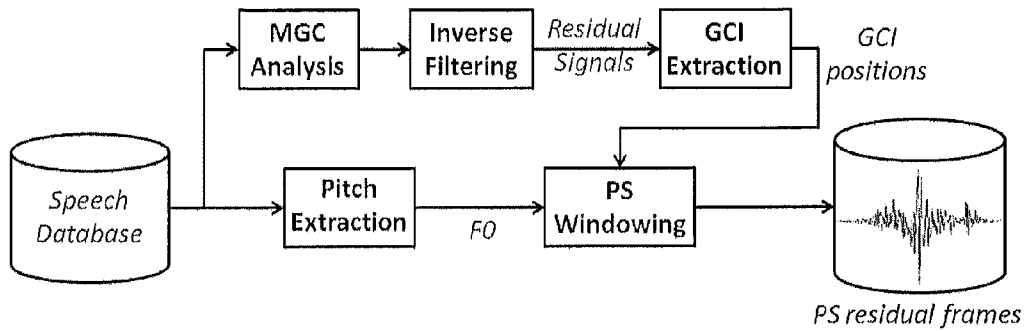 MGC
Analysis
Inverse
Filtering
Residual
Signals
GCI
Extraction
GCI
positions
Speech
Database
Pitch
Extraction
F0
PS
Windowing
PS residual frames